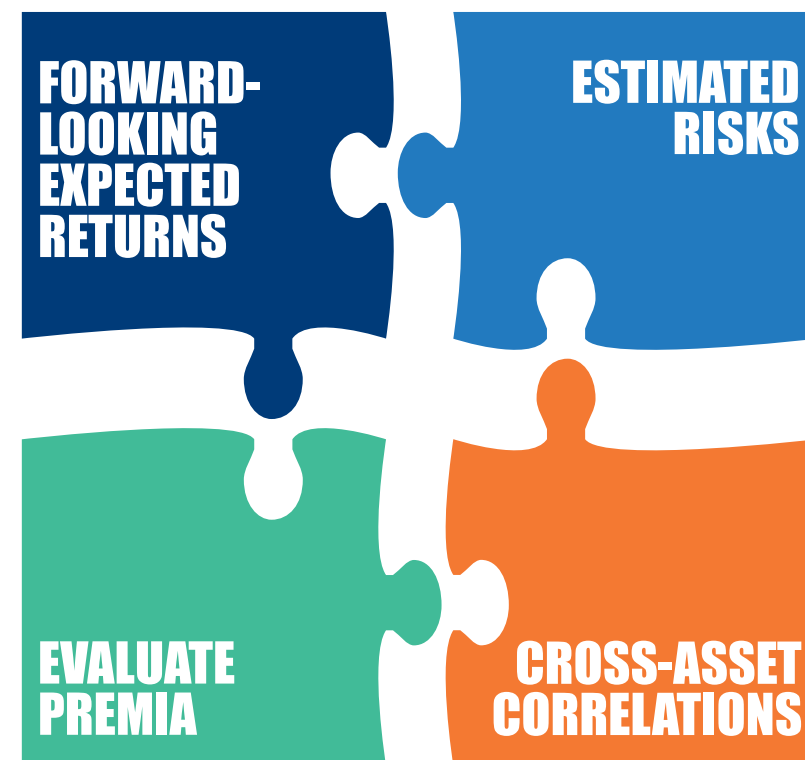 FORWARD-
LOOKING
EXPECTED
RETURNS
ESTIMATED
RISKS
EVALUATE
PREMIA
CROSS-ASSET
CORRELATIONS